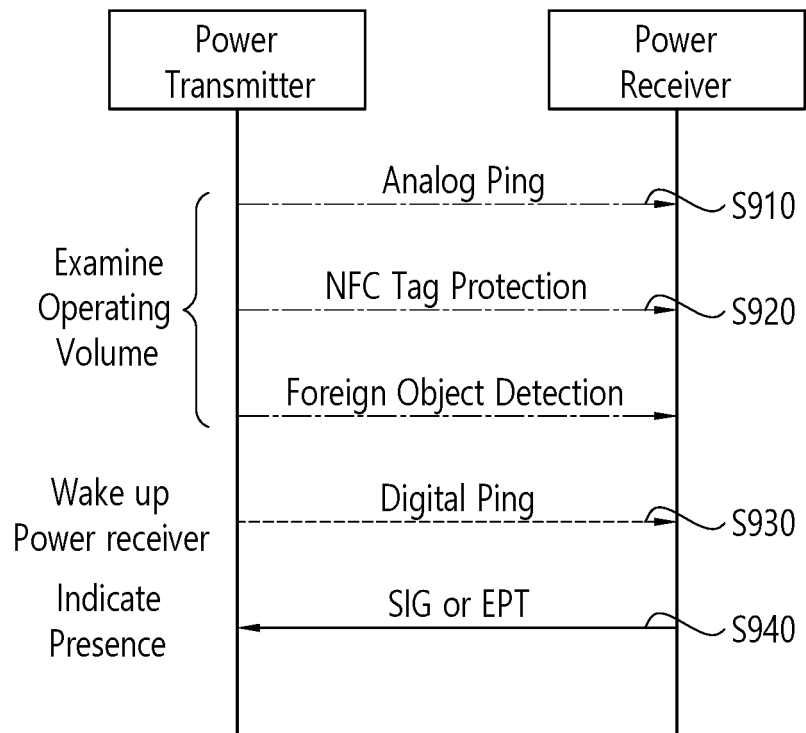 Power
Transmitter
Power
Receiver
Analog Ping
S910
Examine
Operating
Volume
NFC Tag Protection
S920
Foreign Object Detection
Wake up
Power receiver
Digital Ping
S930
Indicate
Presence
SIG or EPT
S940